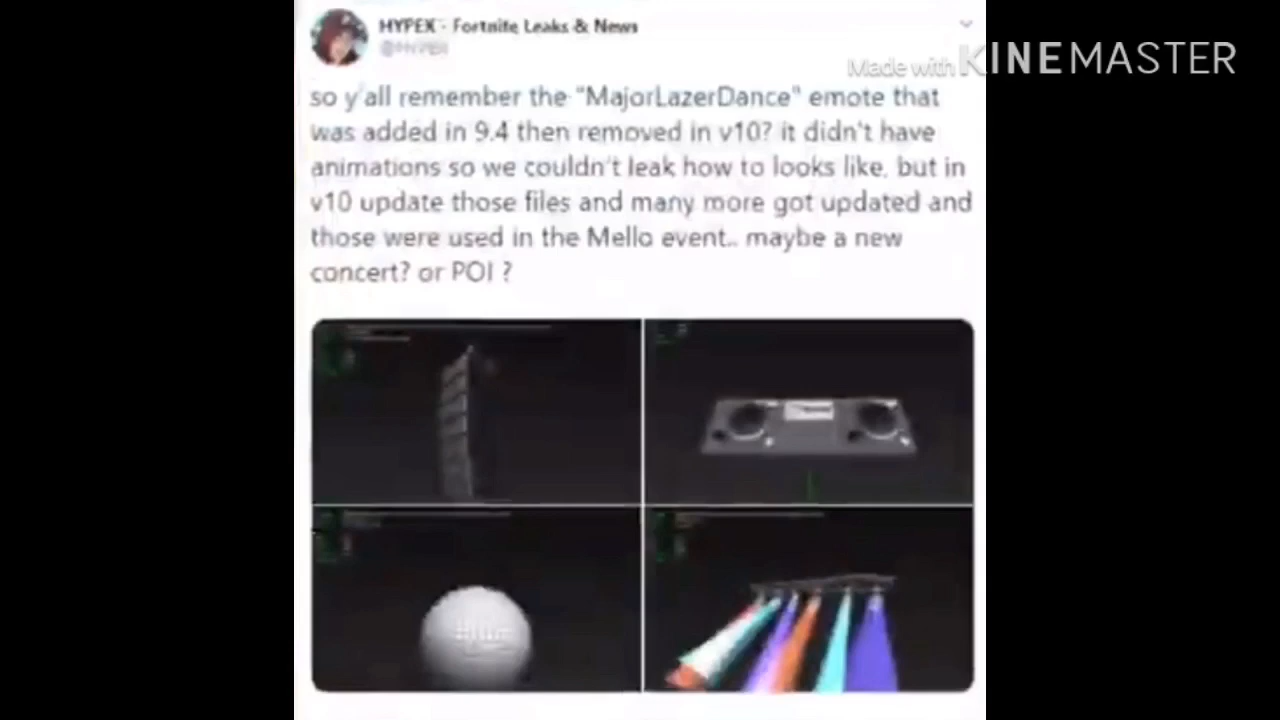 HYPEX - Fortnite Leaks & News
@HYPEX
Made with KINEMASTER
so y'all remember the "MajorLazerDance" emote that
was added in 9.4 then removed in v10? it didn't have
animations so we couldn't leak how to looks like, but in
v10 update those files and many more got updated and
those were used in the Mello event.. maybe a new
concert? or POI ?